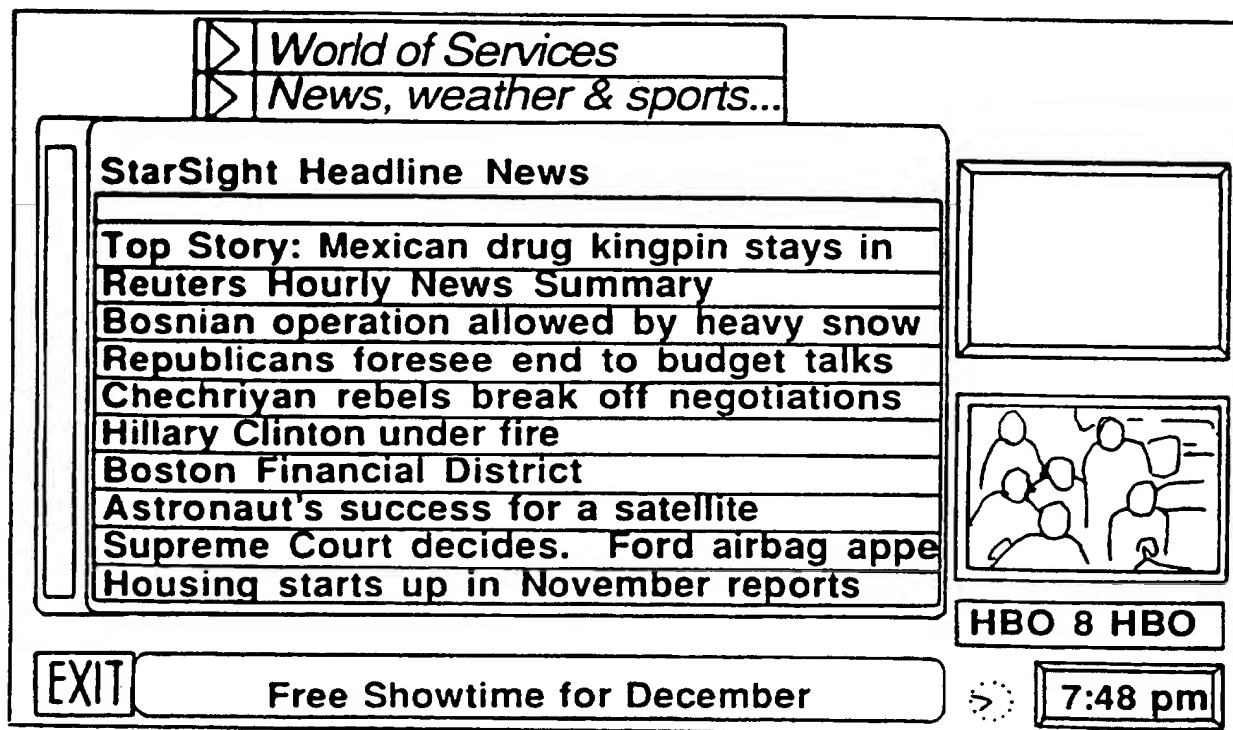 World of Services
News, weather & sports...
StarSight Headline News
Top Story: Mexican drug kingpin stays in
Reuters Hourly News Summary
Bosnian operation allowed by heavy snow
Republicans foresee end to budget talks
Chechriyan rebels break off negotiations
Hillary Clinton under fire
Boston Financial District
Astronaut's success for a satellite
Supreme Court decides. Ford airbag appe
Housing starts up in November reports
HBO 8 HBO
EXIT
Free Showtime for December
7:48 pm